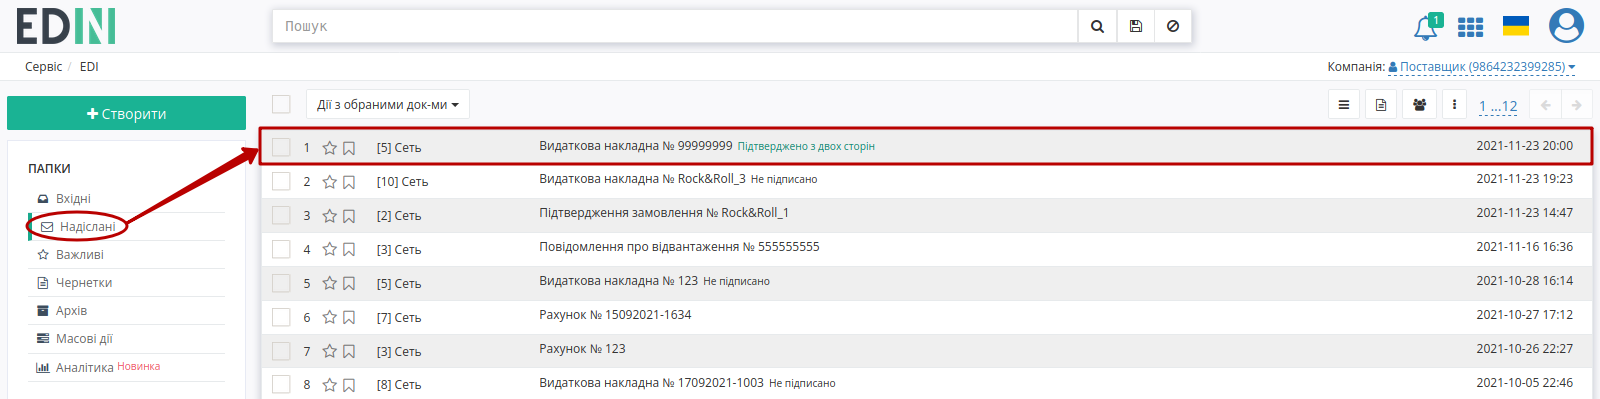 EDIN
Пошук
1
Сервіс / EDI
Компанія: Поставщик (9864232399285)
Створити
Дії з обраними док-ми
1 ...12
ПАПКИ
Вхідні
Надіслані
Важливі
Чернетки
Архів
Масові дії
Аналітика Новинка
1 [5] Сеть Видаткова накладна № 99999999 Підтверджено з двох сторін 2021-11-23 20:00
2 [10] Сеть Видаткова накладна № Rock&Roll_3 Не підписано 2021-11-23 19:23
3 [2] Сеть Підтвердження замовлення № Rock&Roll_1 2021-11-23 14:47
4 [3] Сеть Повідомлення про відвантаження № 555555555 2021-11-16 16:36
5 [5] Сеть Видаткова накладна № 123 Не підписано 2021-10-28 16:14
6 [7] Сеть Рахунок № 15092021-1634 2021-10-27 17:12
7 [3] Сеть Рахунок № 123 2021-10-26 22:27
8 [8] Сеть Видаткова накладна № 17092021-1003 Не підписано 2021-10-05 22:46